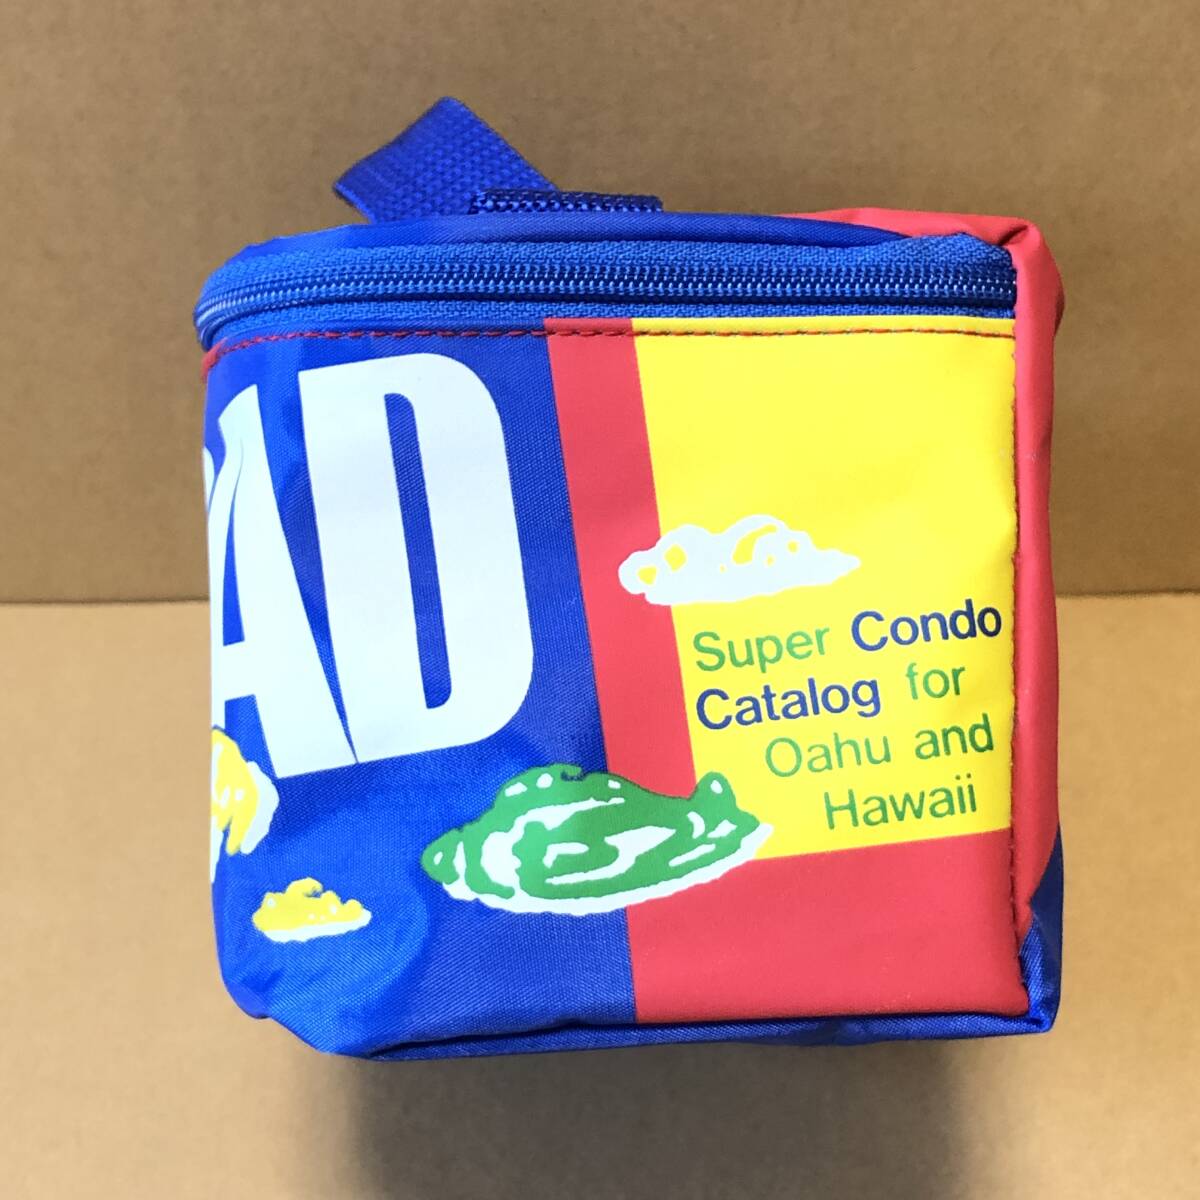 AD
Super Condo
Catalog for
Oahu and
Hawaii